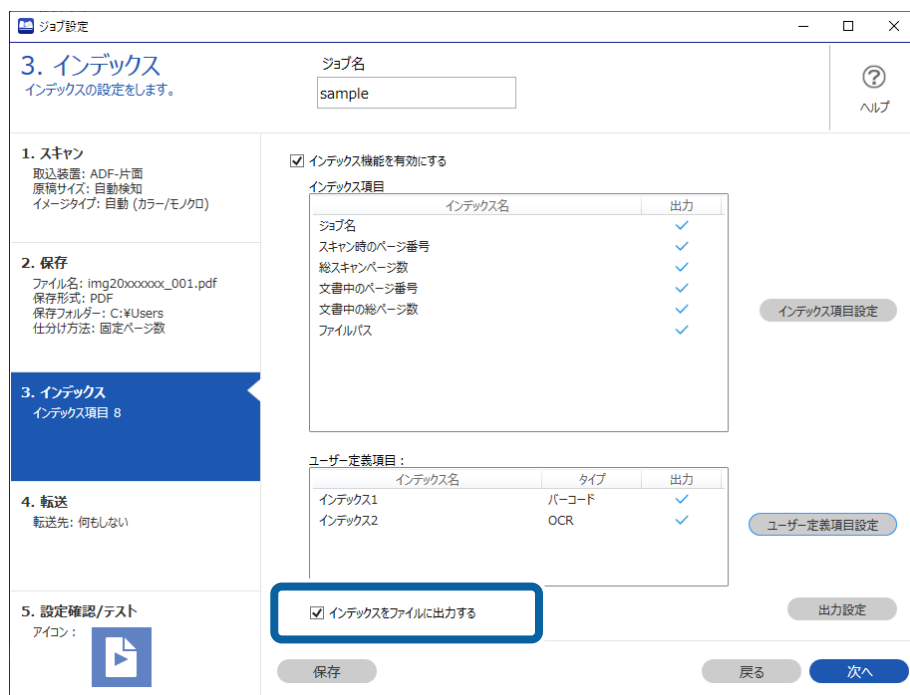 ジョブ設定
3. インデックス
インデックスの設定をします。
ジョブ名
sample
ヘルプ
1. スキャン
取込装置: ADF-片面
原稿サイズ: 自動検知
イメージタイプ: 自動 (カラー/モノクロ)
2. 保存
ファイル名: img20xxxxxx_001.pdf
保存形式: PDF
保存フォルダー: C:¥Users
仕分け方法: 固定ページ数
3. インデックス
インデックス項目 8
4. 転送
転送先: 何もしない
5. 設定確認/テスト
アイコン :
インデックス機能を有効にする
インデックス項目
インデックス名 出力
ジョブ名
スキャン時のページ番号
総スキャンページ数
文書中のページ番号
文書中の総ページ数
ファイルパス
インデックス項目設定
ユーザー定義項目 :
インデックス名 タイプ 出力
インデックス1 バーコード
インデックス2 OCR
ユーザー定義項目設定
インデックスをファイルに出力する
出力設定
保存 戻る 次へ